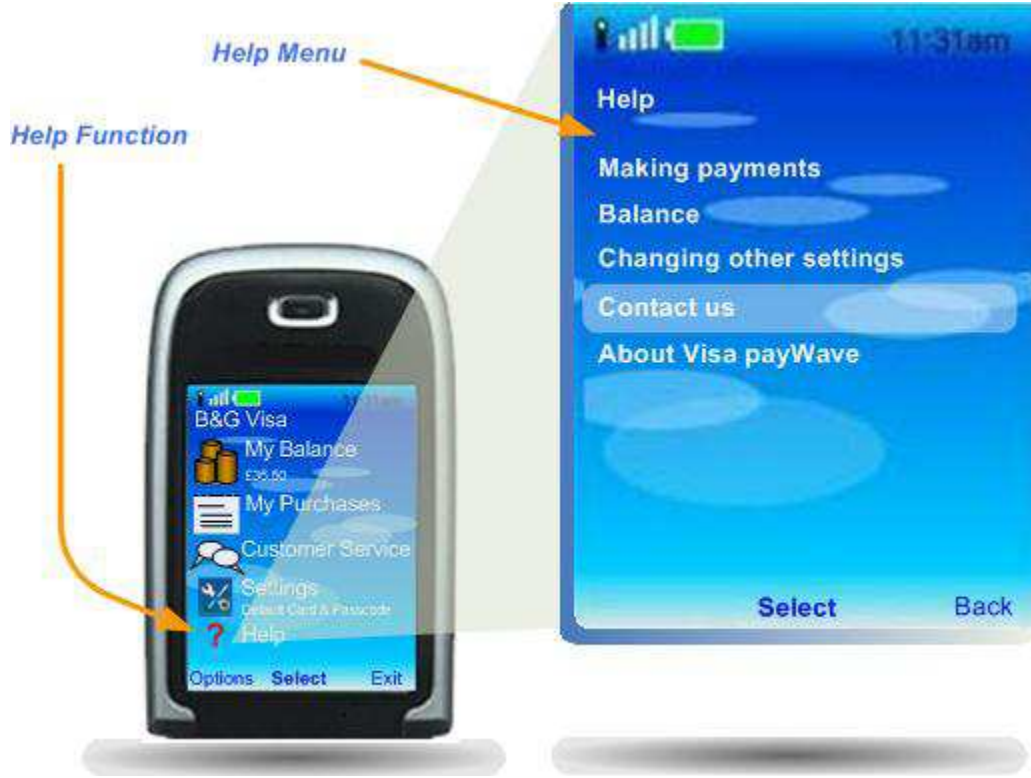 Help Menu
Help Function
B&G Visa
My Balance
£35.50
My Purchases
Customer Service
Settings
Default Card & Passcode
Help
Options Select Exit
11:31am
Help
Making payments
Balance
Changing other settings
Contact us
About Visa payWave
Select Back